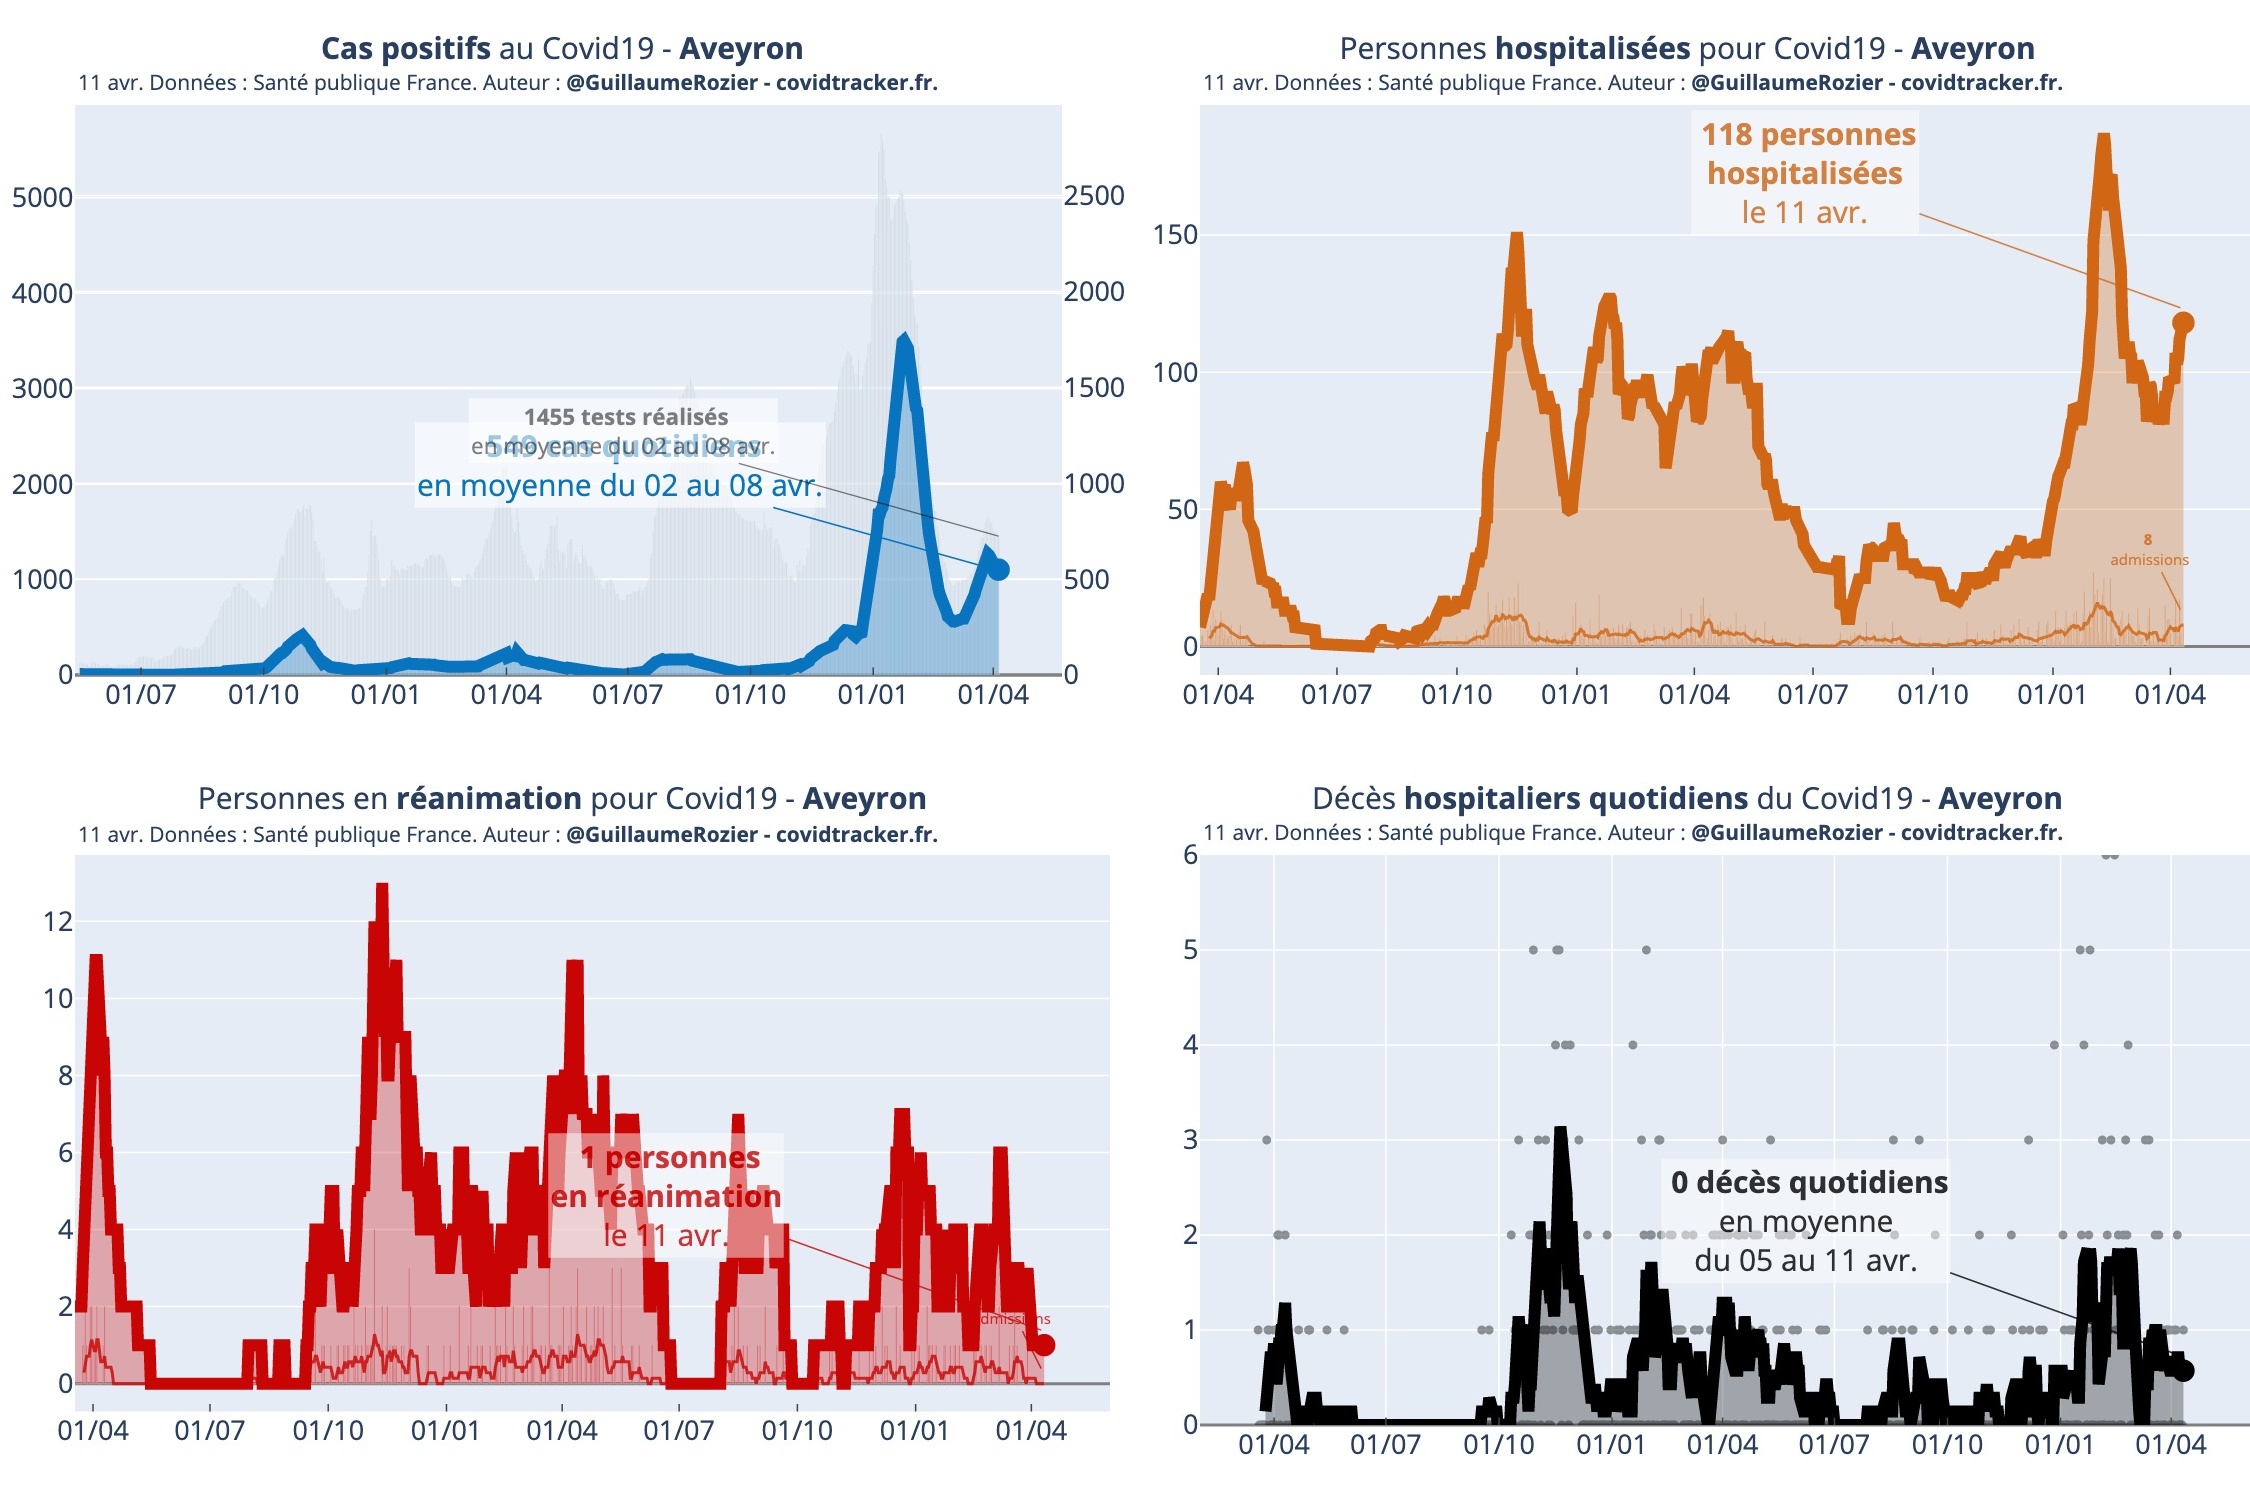 Cas positifs au Covid19 - Aveyron
11 avr. Données : Santé publique France. Auteur : @GuillaumeRozier - covidtracker.fr.
5000
4000
3000
2000
1000
0
2500
2000
1500
1000
500
0
1455 tests réalisés
en moyenne du 02 au 08 avr.
549 cas quotidiens
en moyenne du 02 au 08 avr.
01/07 01/10 01/01 01/04 01/07 01/10 01/01 01/04
Personnes hospitalisées pour Covid19 - Aveyron
11 avr. Données : Santé publique France. Auteur : @GuillaumeRozier - covidtracker.fr.
118 personnes
hospitalisées
le 11 avr.
150
100
50
0
8
admissions
01/04 01/07 01/10 01/01 01/04 01/07 01/10 01/01 01/04
Personnes en réanimation pour Covid19 - Aveyron
11 avr. Données : Santé publique France. Auteur : @GuillaumeRozier - covidtracker.fr.
12
10
8
6
4
2
0
1 personnes
en réanimation
le 11 avr.
dmissions
01/04 01/07 01/10 01/01 01/04 01/07 01/10 01/01 01/04
Décès hospitaliers quotidiens du Covid19 - Aveyron
11 avr. Données : Santé publique France. Auteur : @GuillaumeRozier - covidtracker.fr.
6
5
4
3
2
1
0
0 décès quotidiens
en moyenne
du 05 au 11 avr.
01/04 01/07 01/10 01/01 01/04 01/07 01/10 01/01 01/04